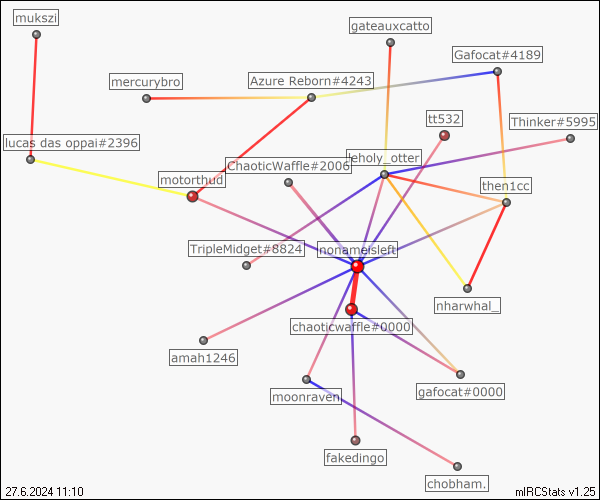 mukszi
gateauxcatto
Gafocat#4189
mercurybro
Azure Reborn#4243
tt532
Thinker#5995
lucas das oppai#2396
leholy_otter
ChaoticWaffle#2006
motorthud
then1cc
TripleMidget#8824
nonameisleft
nharwhal_
chaoticwaffle#0000
amah1246
gafocat#0000
moonraven
fakedingo
chobham.
27.6.2024 11:10
mIRCStats v1.25